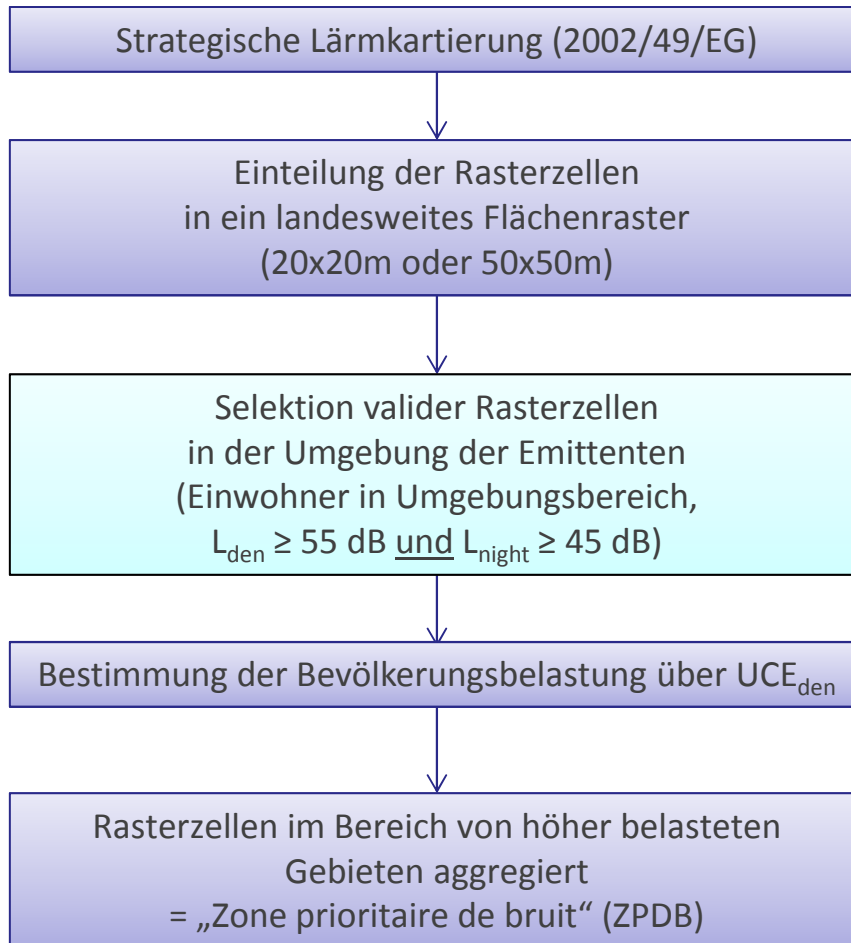 Strategische Lärmkartierung (2002/49/EG)
Einteilung der Rasterzellen
in ein landesweites Flächenraster
(20x20m oder 50x50m)
Selektion valider Rasterzellen
in der Umgebung der Emittenten
(Einwohner in Umgebungsbereich,
Lden ≥ 55 dB und Lnight ≥ 45 dB)
Bestimmung der Bevölkerungsbelastung über UCEden
Rasterzellen im Bereich von höher belasteten
Gebieten aggregiert
= „Zone prioritaire de bruit“ (ZPDB)